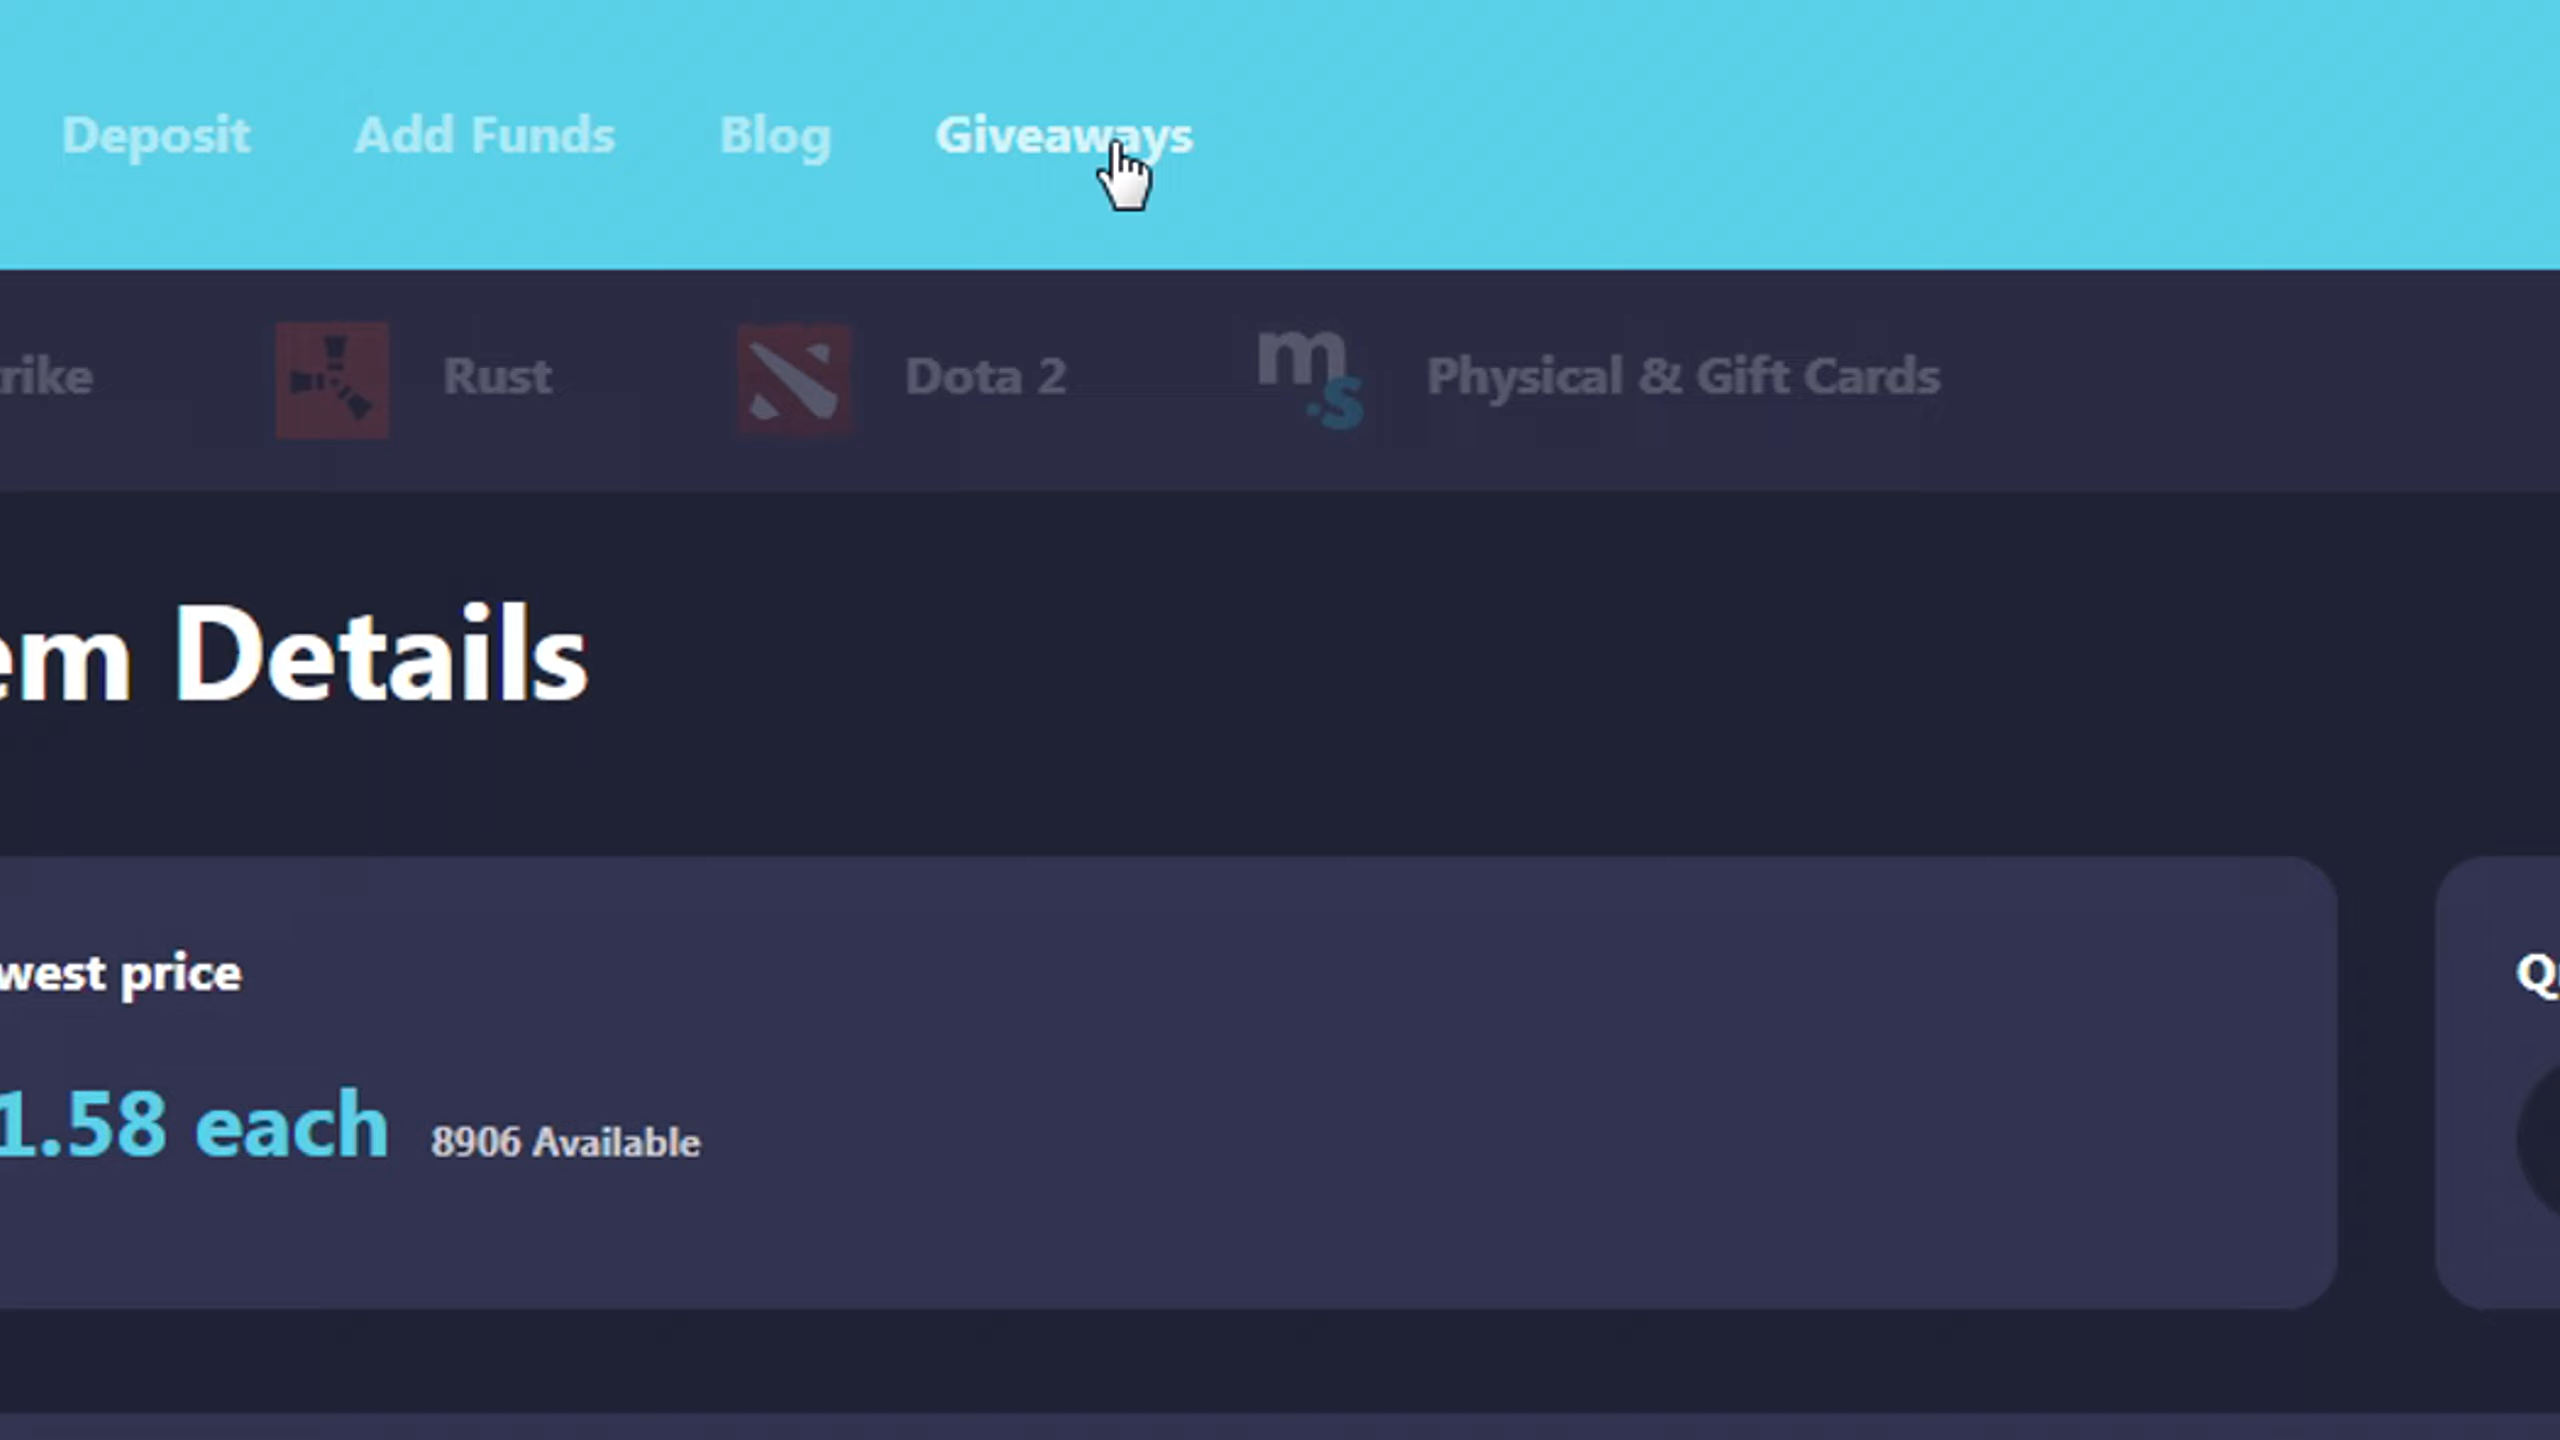 Deposit Add Funds Blog Giveaways
rike Rust Dota 2 m.s Physical & Gift Cards
em Details
west price
1.58 each 8906 Available